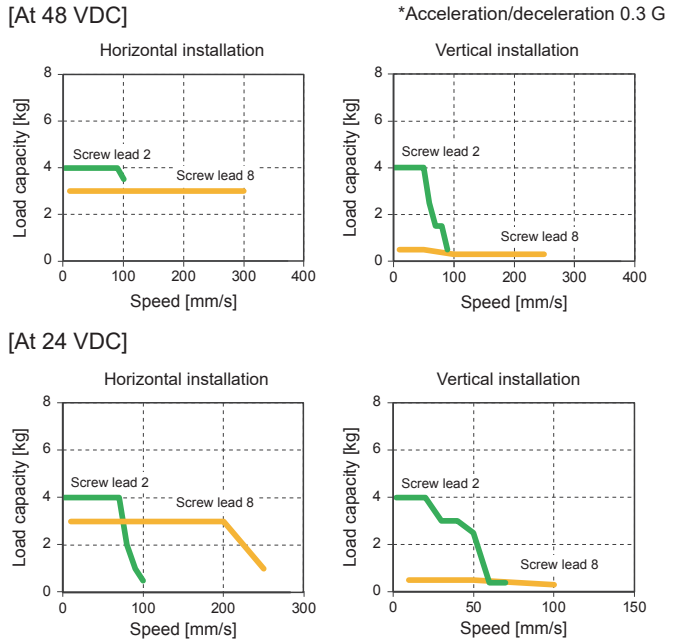 [At 48 VDC]
*Acceleration/deceleration 0.3 G
Horizontal installation
Load capacity [kg]
8
6
4
2
0
Screw lead 2
Screw lead 8
0 100 200 300 400
Speed [mm/s]
Vertical installation
Load capacity [kg]
8
6
4
2
0
Screw lead 2
Screw lead 8
0 100 200 300 400
Speed [mm/s]
[At 24 VDC]
Horizontal installation
Load capacity [kg]
8
6
4
2
0
Screw lead 2
Screw lead 8
0 100 200 300
Speed [mm/s]
Vertical installation
Load capacity [kg]
8
6
4
2
0
Screw lead 2
Screw lead 8
0 50 100 150
Speed [mm/s]